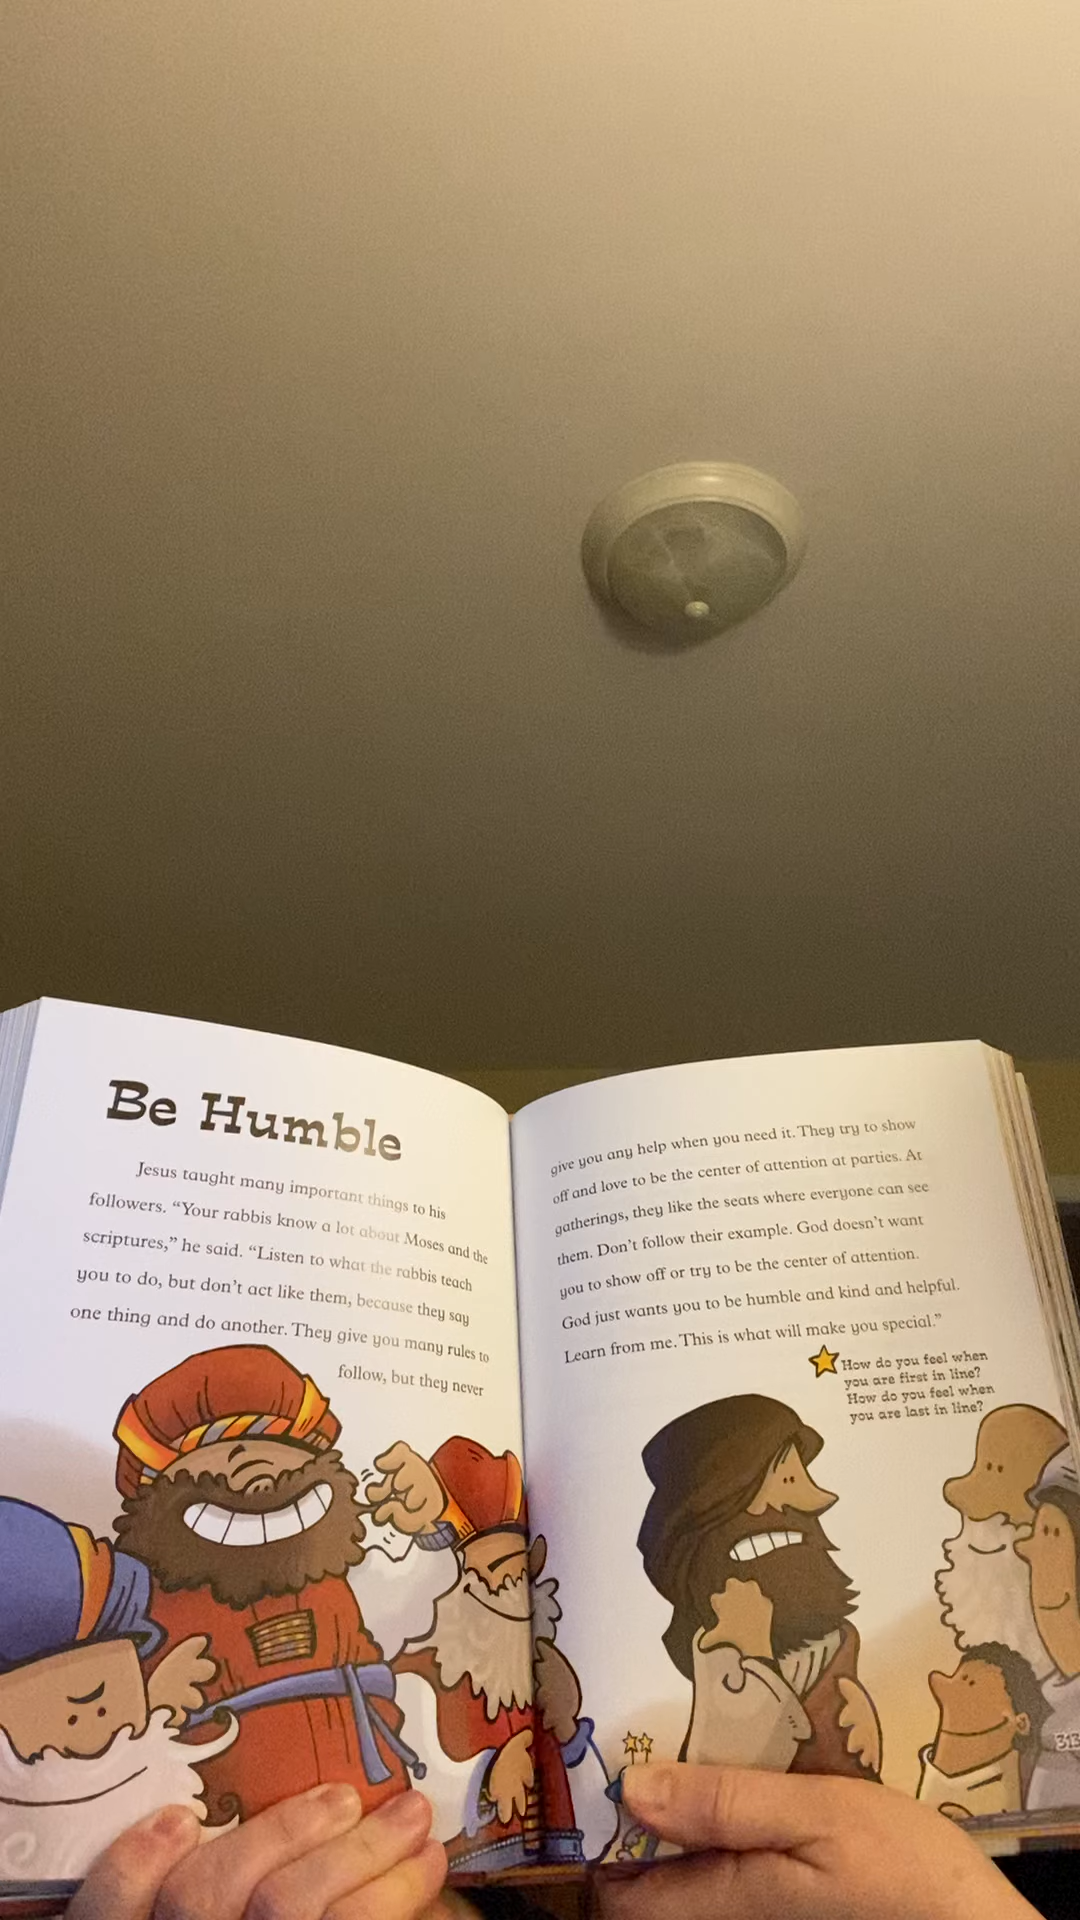 Be Humble
Jesus taught many important things to his
followers. “Your rabbis know a lot about Moses and the
scriptures,” he said. “Listen to what the rabbis teach
you to do, but don’t act like them, because they say
one thing and do another. They give you many rules to
follow, but they never
give you any help when you need it. They try to show
off and love to be the center of attention at parties. At
gatherings, they like the seats where everyone can see
them. Don’t follow their example. God doesn’t want
you to show off or try to be the center of attention.
God just wants you to be humble and kind and helpful.
Learn from me. This is what will make you special.”
How do you feel when
you are first in line?
How do you feel when
you are last in line?